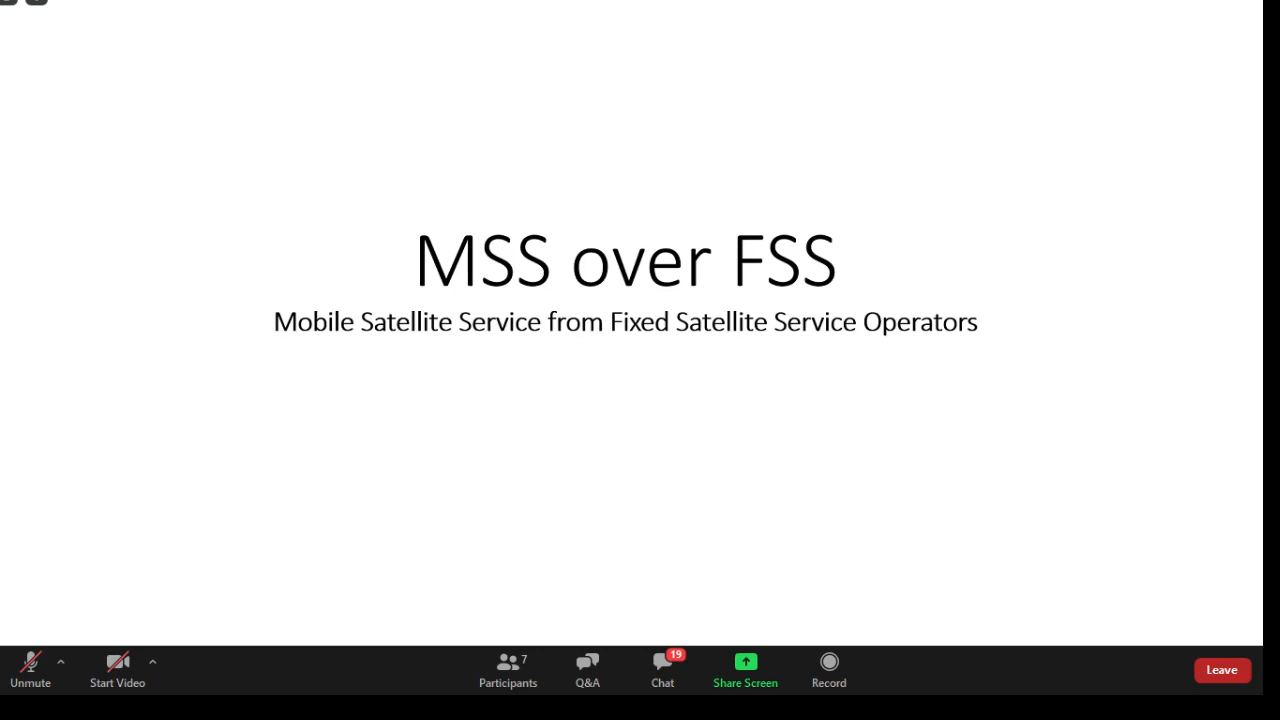 MSS over FSS
Mobile Satellite Service from Fixed Satellite Service Operators
Unmute
Start Video
7
Participants
Q&A
19
Chat
Share Screen
Record
Leave